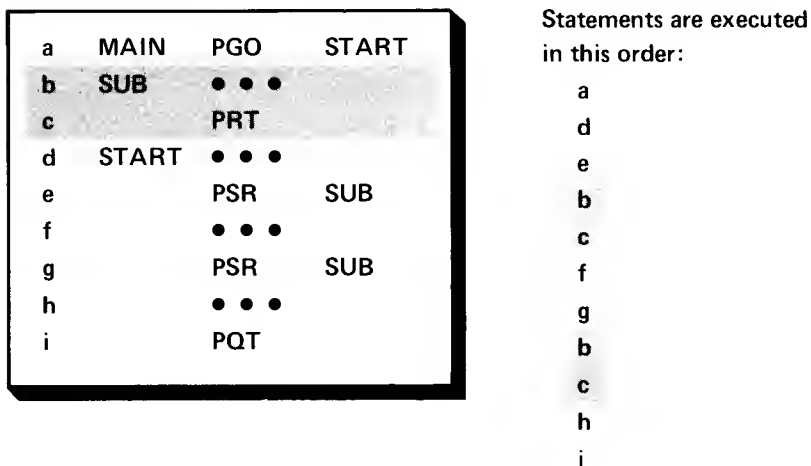 a MAIN PGO START
b SUB • • •
c PRT
d START • • •
e PSR SUB
f • • •
g PSR SUB
h • • •
i PQT
Statements are executed
in this order:
a
d
e
b
c
f
g
b
c
h
i